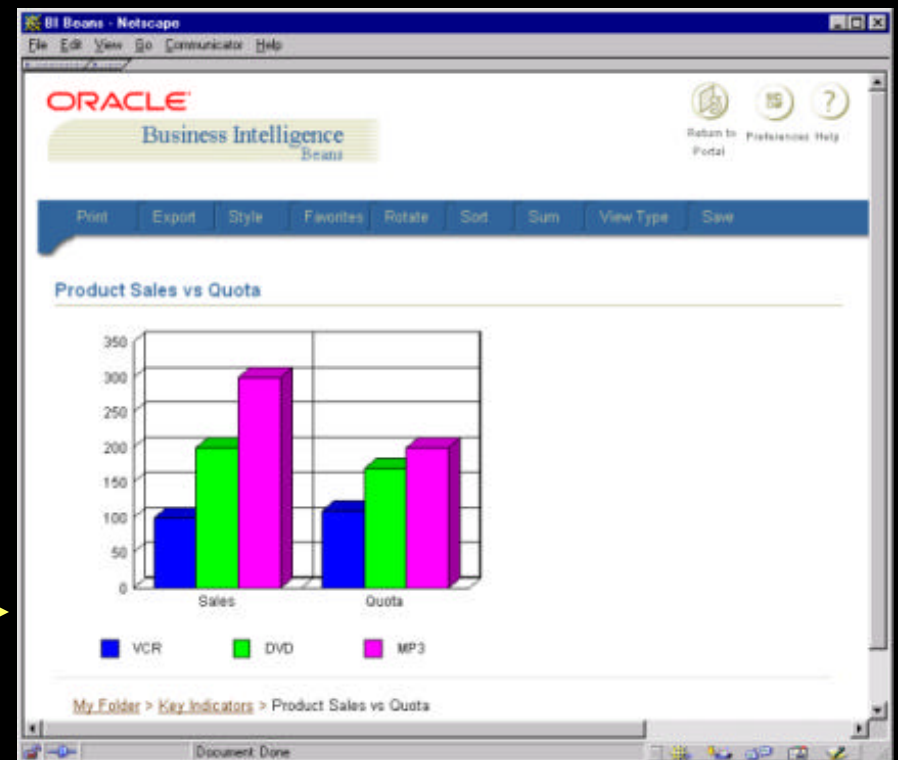 BI Beans - Netscape
File Edit View Go Communicator Help
ORACLE
Business Intelligence
Beans
Return to Portal
Preferences
Help
Print Export Style Favorites Rotate Sort Sum View Type Save
Product Sales vs Quota
350
300
250
200
150
100
50
0
Sales Quota
VCR DVD MP3
My Folder > Key Indicators > Product Sales vs Quota
Document: Done